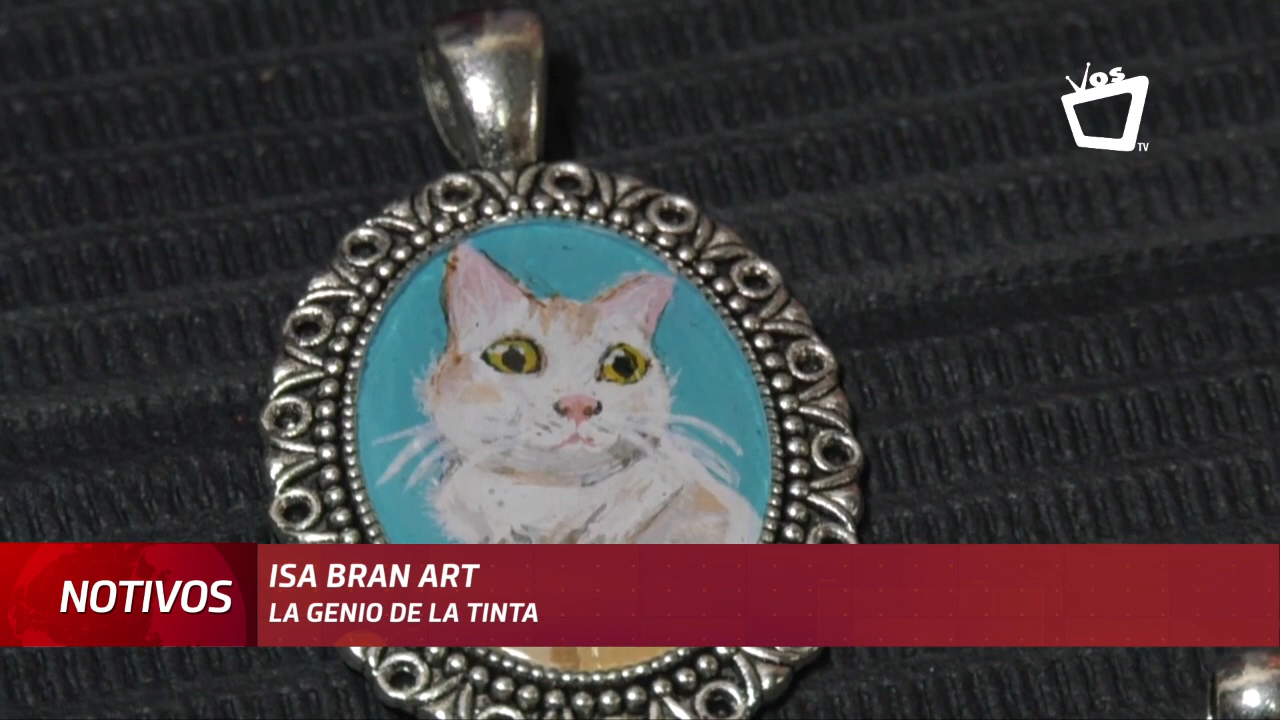 VOS
TV
NOTIVOS
ISA BRAN ART
LA GENIO DE LA TINTA